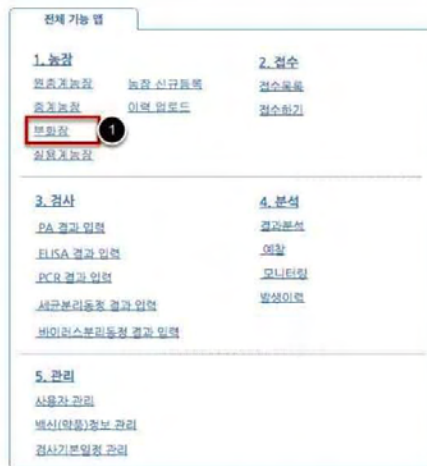 전체 기능 맵
1. 농장
원종계농장 농장 신규등록
종계농장 이력 업로드
부화장 1
실용계농장
2. 접수
접수목록
접수하기
3. 검사
PA 결과 입력
ELISA 결과 입력
PCR 결과 입력
세균분리동정 결과 입력
바이러스분리동정 결과 입력
4. 분석
결과분석
예찰
모니터링
발생이력
5. 관리
사용자 관리
백신(약품)정보 관리
검사기본일정 관리